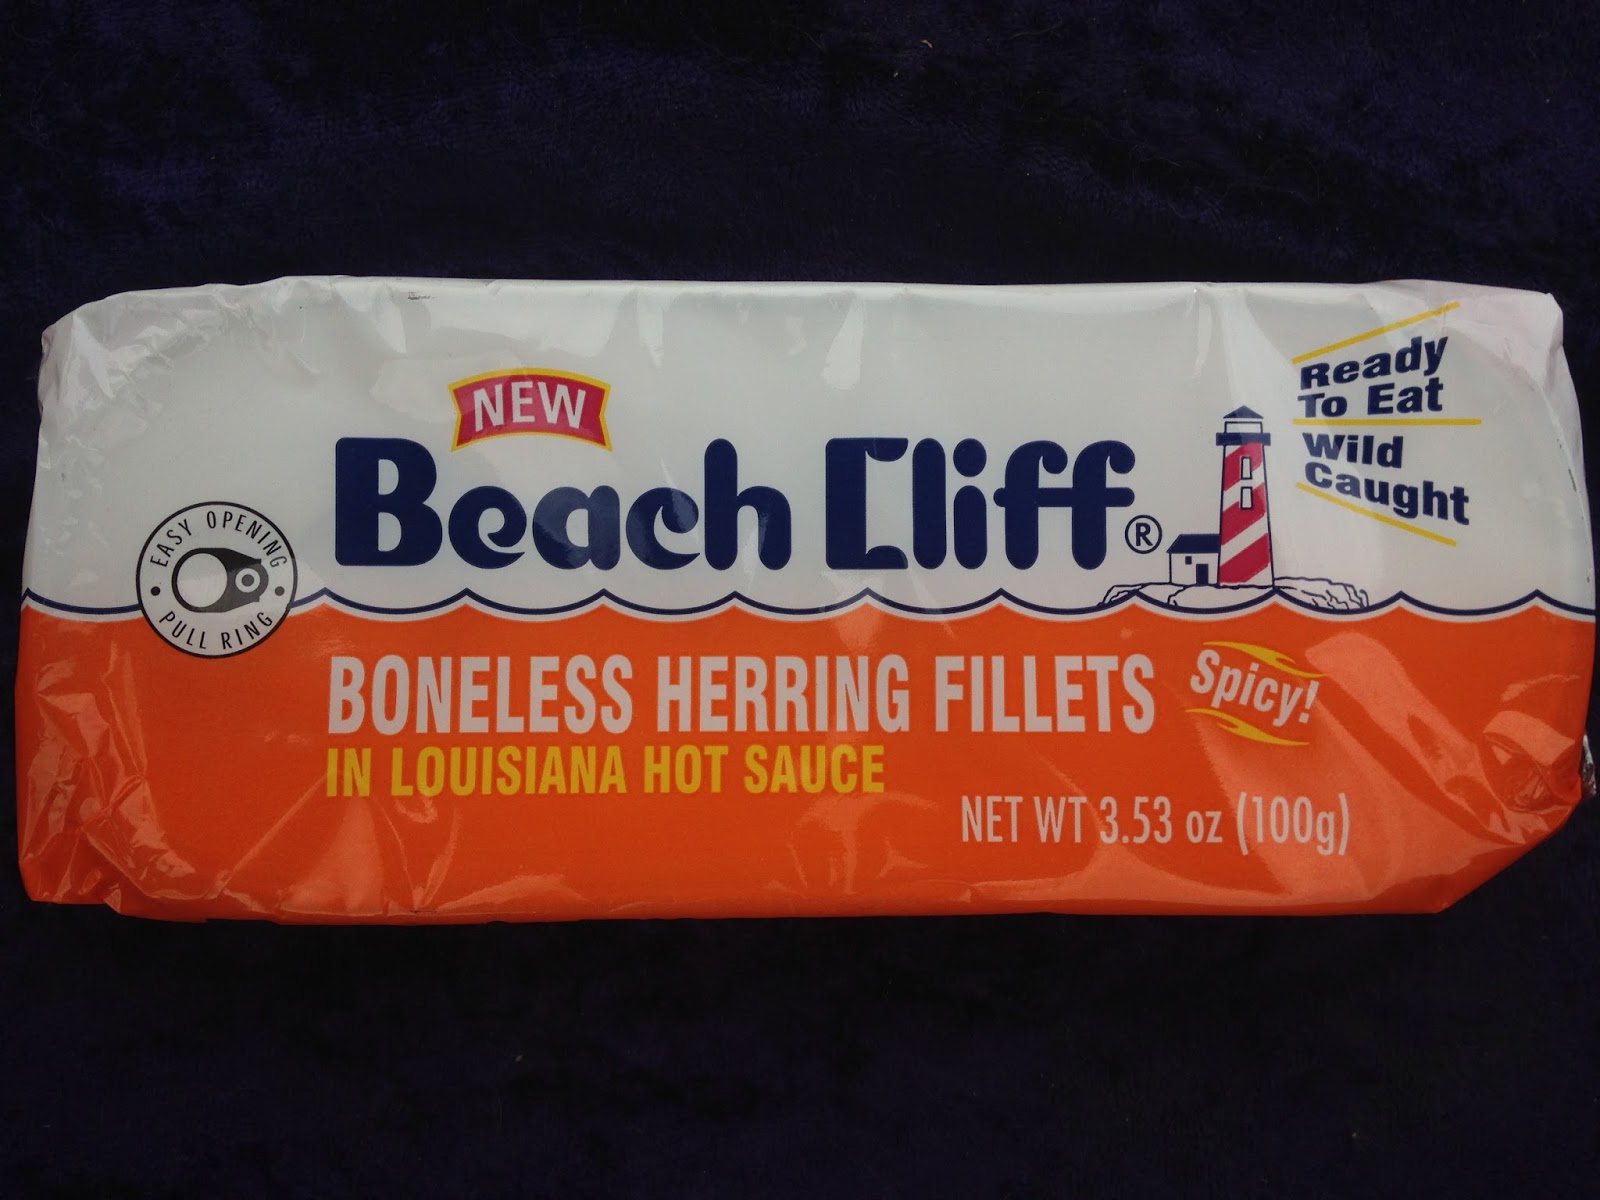 NEW
Beach Cliff®
Ready
To Eat
Wild
Caught
EASY OPENING
PULL RING
BONELESS HERRING FILLETS
Spicy!
IN LOUISIANA HOT SAUCE
NET WT 3.53 oz (100g)